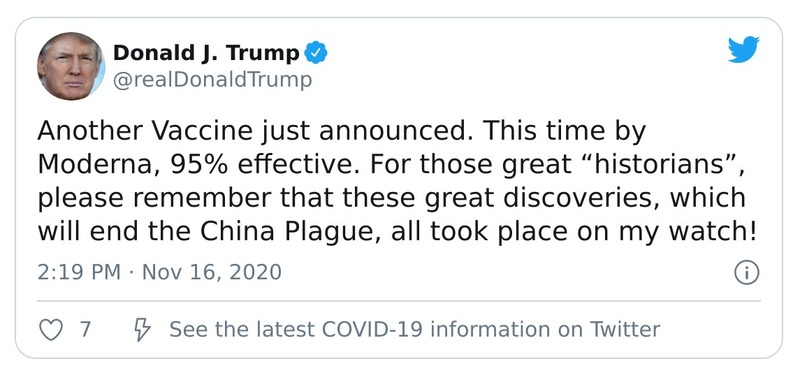 Donald J. Trump
@realDonaldTrump
Another Vaccine just announced. This time by
Moderna, 95% effective. For those great “historians”,
please remember that these great discoveries, which
will end the China Plague, all took place on my watch!
2:19 PM · Nov 16, 2020
7 See the latest COVID-19 information on Twitter